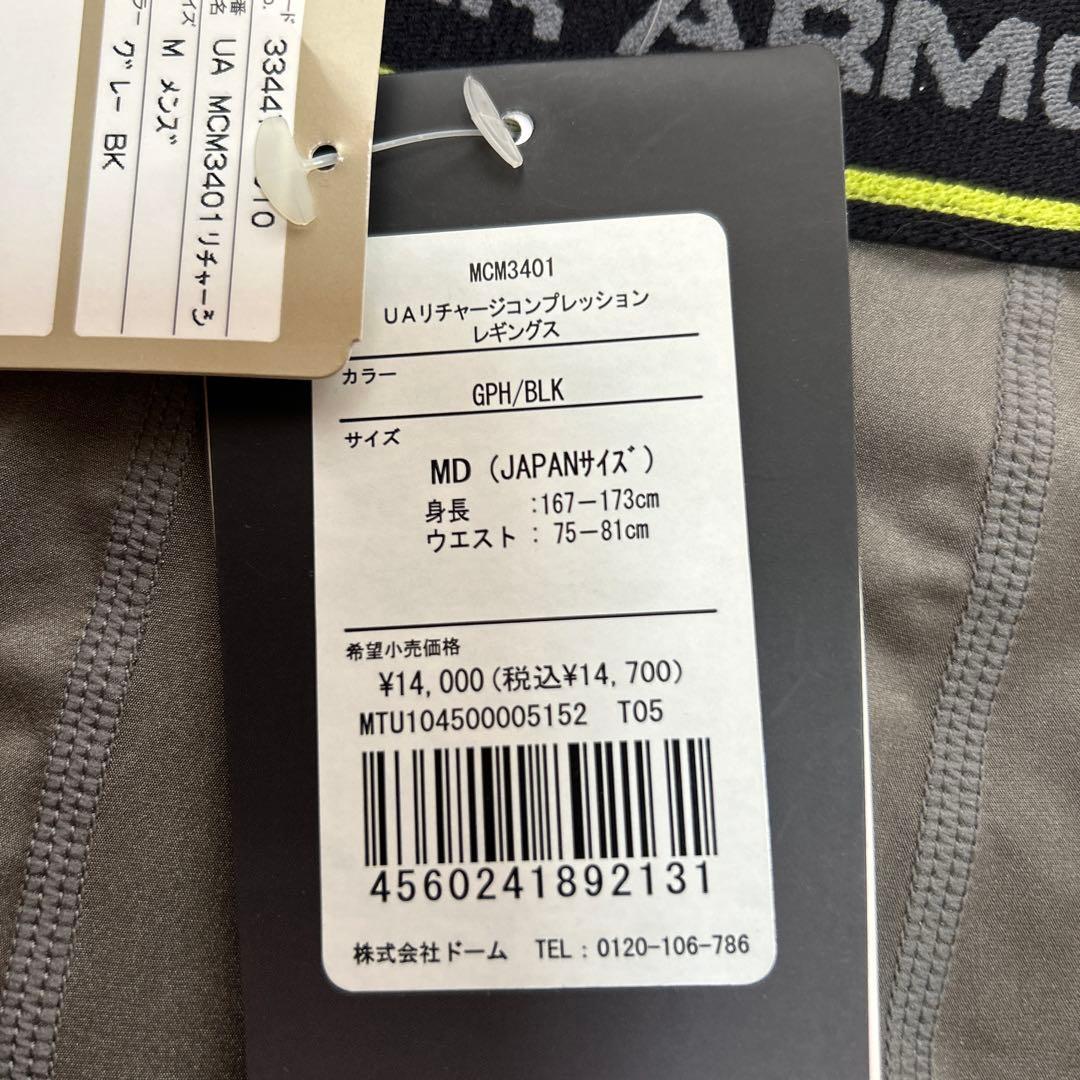 ARMO
ード
3344
10
UA MCM3401リチャージ
M メンズ
グレー BK
MCM3401
UAリチャージコンプレッション
レギングス
カラー
GPH/BLK
サイズ
MD (JAPANｻｲｽﾞ)
身長 :167-173cm
ウエスト : 75-81cm
希望小売価格
¥14,000(税込¥14,700)
MTU104500005152 T05
4560241892131
株式会社ドーム TEL:0120-106-786